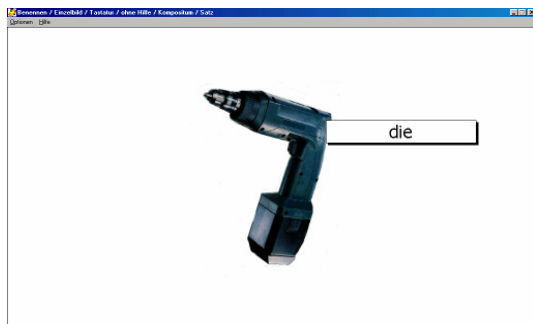 Benennen / Einzelbild / Tastatur / ohne Hilfe / Kompositum / Satz
Optionen Hilfe
die